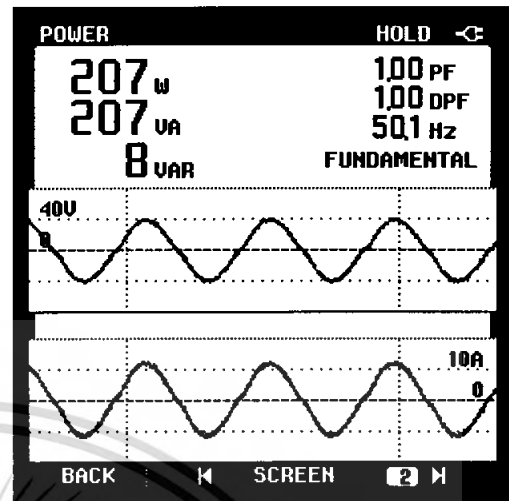 POWER HOLD
207 W 1.00 PF
207 VA 1.00 DPF
8 VAR 50.1 Hz
FUNDAMENTAL
40V
0
10A
0
BACK SCREEN 2